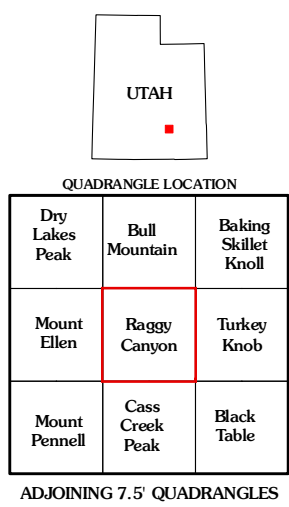 UTAH
QUADRANGLE LOCATION
Dry
Lakes
Peak
Bull
Mountain
Baking
Skillet
Knoll
Mount
Ellen
Raggy
Canyon
Turkey
Knob
Mount
Pennell
Cass
Creek
Peak
Black
Table
ADJOINING 7.5' QUADRANGLES